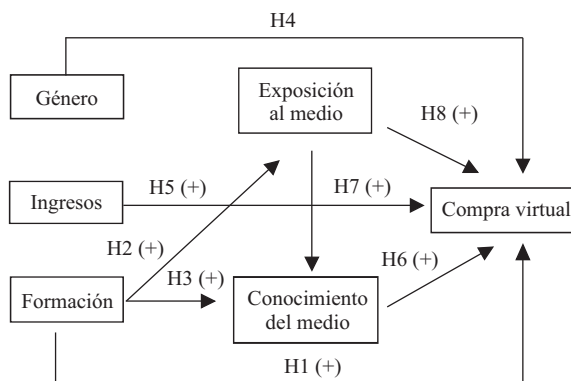 H4
Género
Exposición
al medio
H8 (+)
Ingresos
H5 (+)
H7 (+)
Compra virtual
H2 (+)
H6 (+)
Formación
H3 (+)
Conocimiento
del medio
H1 (+)